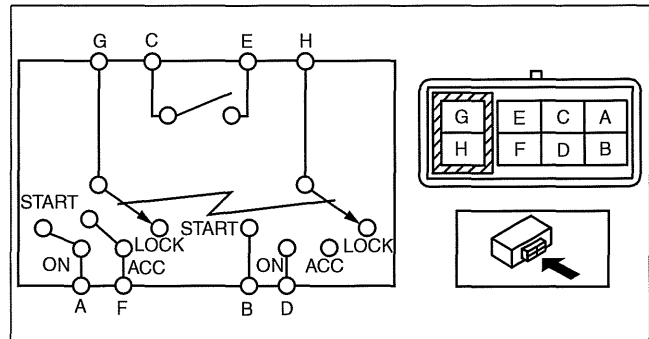 G C E H
START
LOCK
ON
ACC
START
LOCK
ON
ACC
A F B D
G E C A
H F D B